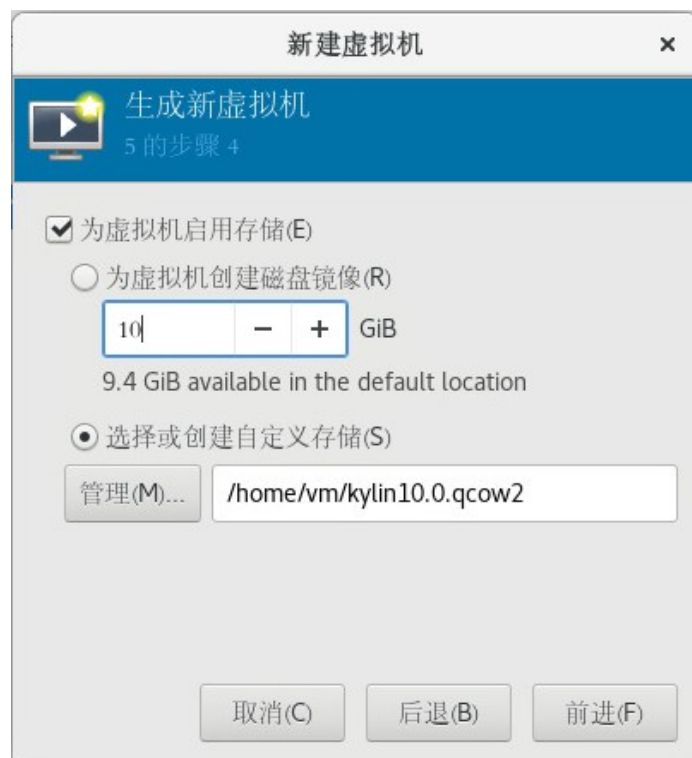 新建虚拟机
生成新虚拟机
5 的步骤 4
为虚拟机启用存储(E)
为虚拟机创建磁盘镜像(R)
10 − + GiB
9.4 GiB available in the default location
选择或创建自定义存储(S)
管理(M)... /home/vm/kylin10.0.qcow2
取消(C) 后退(B) 前进(F)